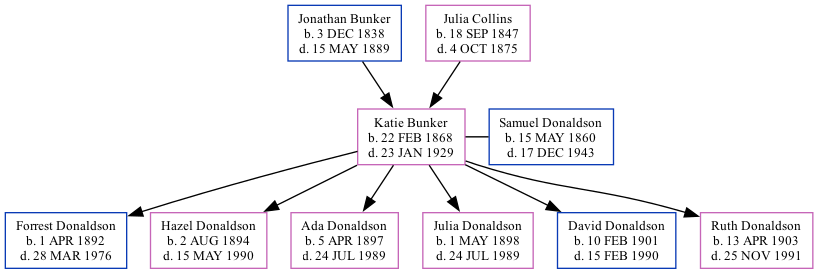 Jonathan Bunker
b. 3 DEC 1838
d. 15 MAY 1889
Julia Collins
b. 18 SEP 1847
d. 4 OCT 1875
Katie Bunker
b. 22 FEB 1868
d. 23 JAN 1929
Samuel Donaldson
b. 15 MAY 1860
d. 17 DEC 1943
Forrest Donaldson
b. 1 APR 1892
d. 28 MAR 1976
Hazel Donaldson
b. 2 AUG 1894
d. 15 MAY 1990
Ada Donaldson
b. 5 APR 1897
d. 24 JUL 1989
Julia Donaldson
b. 1 MAY 1898
d. 24 JUL 1989
David Donaldson
b. 10 FEB 1901
d. 15 FEB 1990
Ruth Donaldson
b. 13 APR 1903
d. 25 NOV 1991